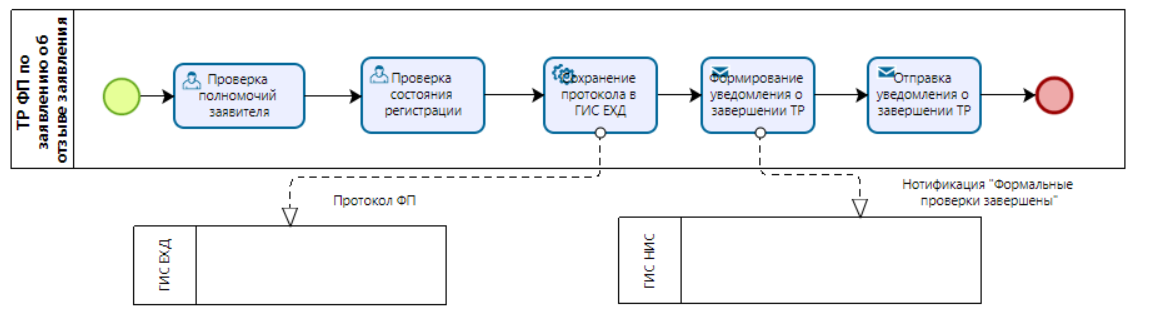 ТР ФП по
заявлению об
отзыве заявления
Проверка
полномочий
заявителя
Проверка
состояния
регистрации
Сохранение
протокола в
ГИС ЕХД
Формирование
уведомления о
завершении ТР
Отправка
уведомления о
завершении ТР
Протокол ФП
Нотификация "Формальные
проверки завершены"
ГИС ЕХД
ГИС НИС